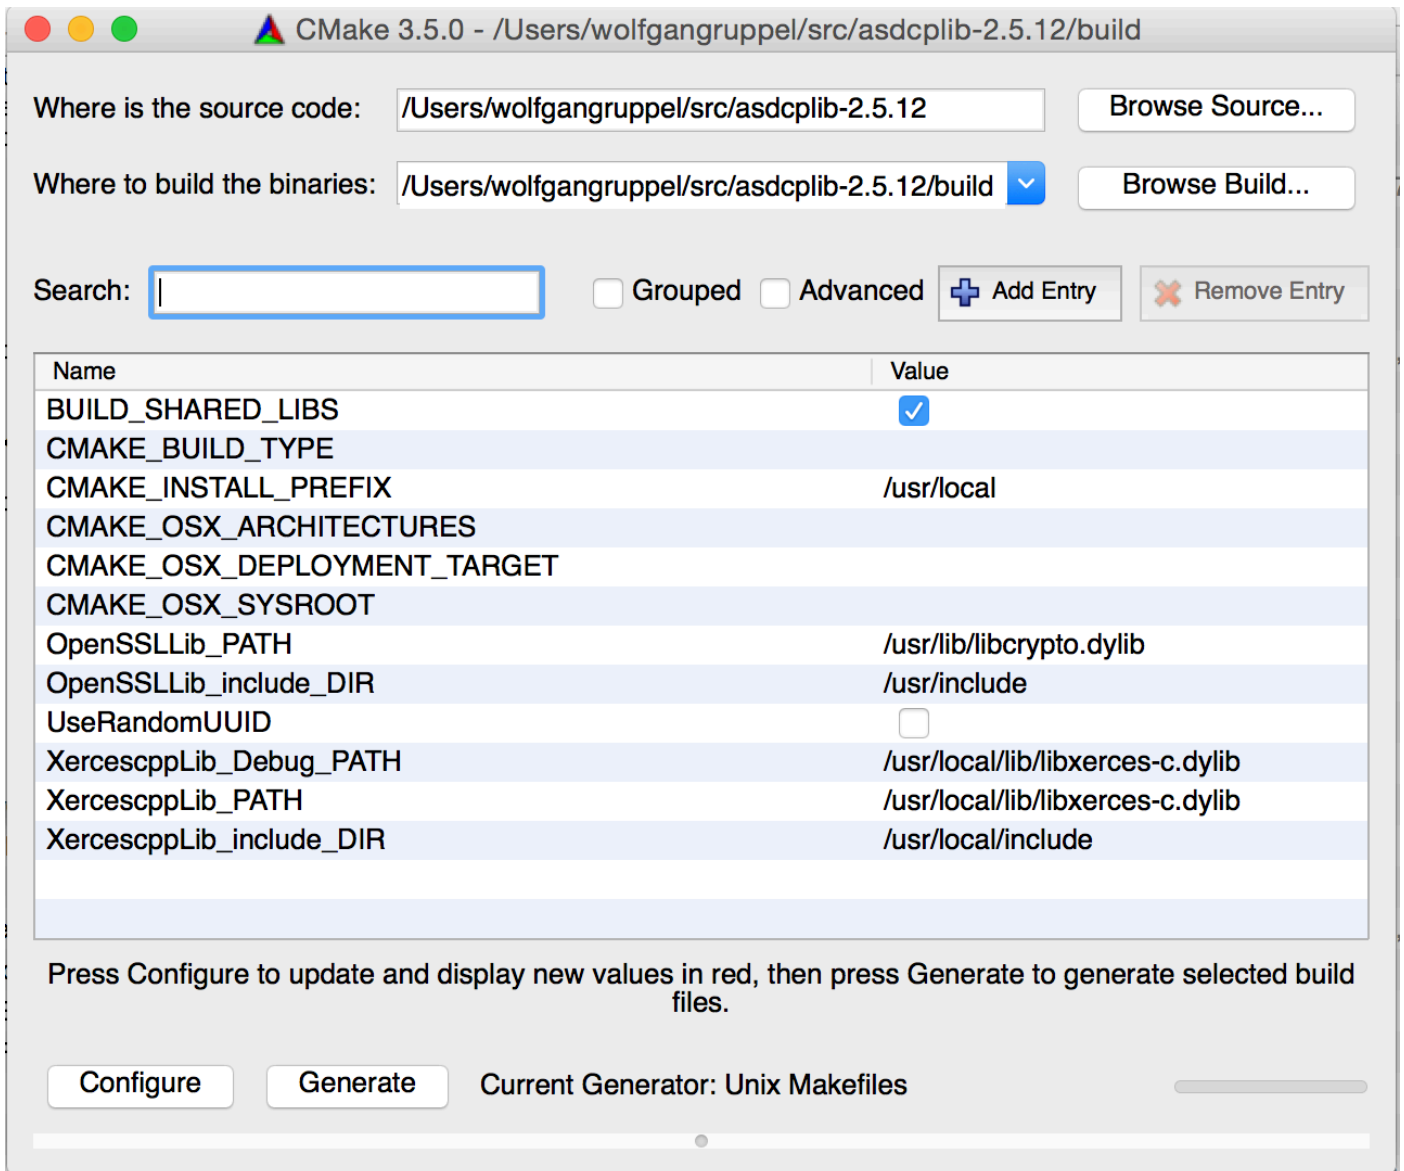 CMake 3.5.0 - /Users/wolfgangruppel/src/asdcplib-2.5.12/build
Where is the source code: /Users/wolfgangruppel/src/asdcplib-2.5.12 Browse Source...
Where to build the binaries: /Users/wolfgangruppel/src/asdcplib-2.5.12/build Browse Build...
Search: Grouped Advanced Add Entry Remove Entry
Name Value
BUILD_SHARED_LIBS
CMAKE_BUILD_TYPE
CMAKE_INSTALL_PREFIX /usr/local
CMAKE_OSX_ARCHITECTURES
CMAKE_OSX_DEPLOYMENT_TARGET
CMAKE_OSX_SYSROOT
OpenSSLLib_PATH /usr/lib/libcrypto.dylib
OpenSSLLib_include_DIR /usr/include
UseRandomUUID
XercescppLib_Debug_PATH /usr/local/lib/libxerces-c.dylib
XercescppLib_PATH /usr/local/lib/libxerces-c.dylib
XercescppLib_include_DIR /usr/local/include
Press Configure to update and display new values in red, then press Generate to generate selected build
files.
Configure Generate Current Generator: Unix Makefiles